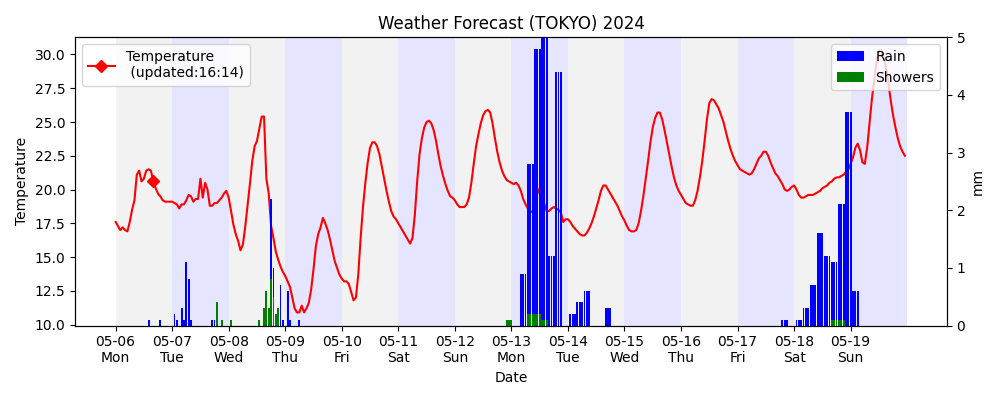 Weather Forecast (TOKYO) 2024
Temperature
(updated:16:14)
Rain
Showers
Temperature
30.0
27.5
25.0
22.5
20.0
17.5
15.0
12.5
10.0
5
4
3
2
1
0
mm
05-06 05-07 05-08 05-09 05-10 05-11 05-12 05-13 05-14 05-15 05-16 05-17 05-18 05-19
Mon Tue Wed Thu Fri Sat Sun Mon Tue Wed Thu Fri Sat Sun
Date